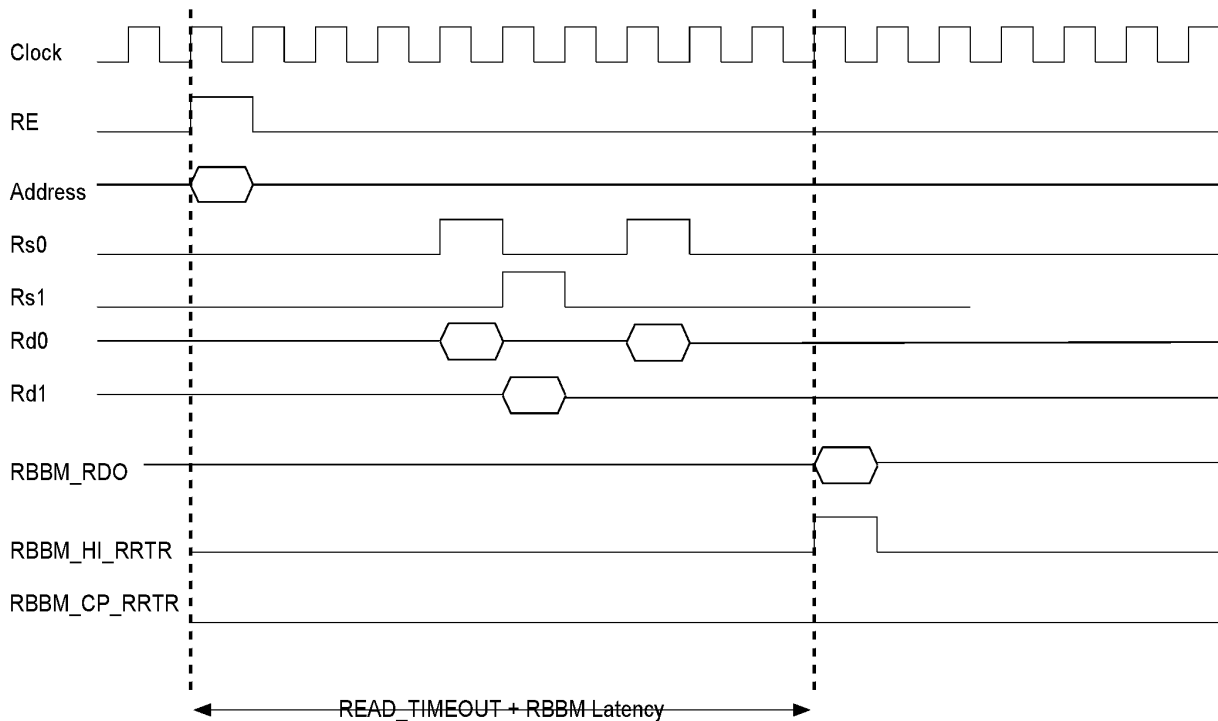 Clock
RE
Address
Rs0
Rs1
Rd0
Rd1
RBBM_RDO
RBBM_HI_RRTR
RBBM_CP_RRTR
READ_TIMEOUT + RBBM Latency